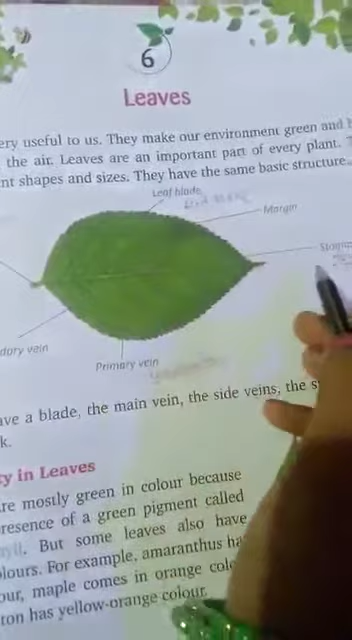 6
Leaves
ery useful to us. They make our environment green and
the air. Leaves are an important part of every plant.
nt shapes and sizes. They have the same basic structure.
Leaf blade
Margin
dary vein
Primary vein
ave a blade, the main vein, the side veins, the
k.
ty in Leaves
are mostly green in colour because
resence of a green pigment called
yll. But some leaves also have
olours. For example, amaranthus
our, maple comes in orange
ton has yellow-orange colour.